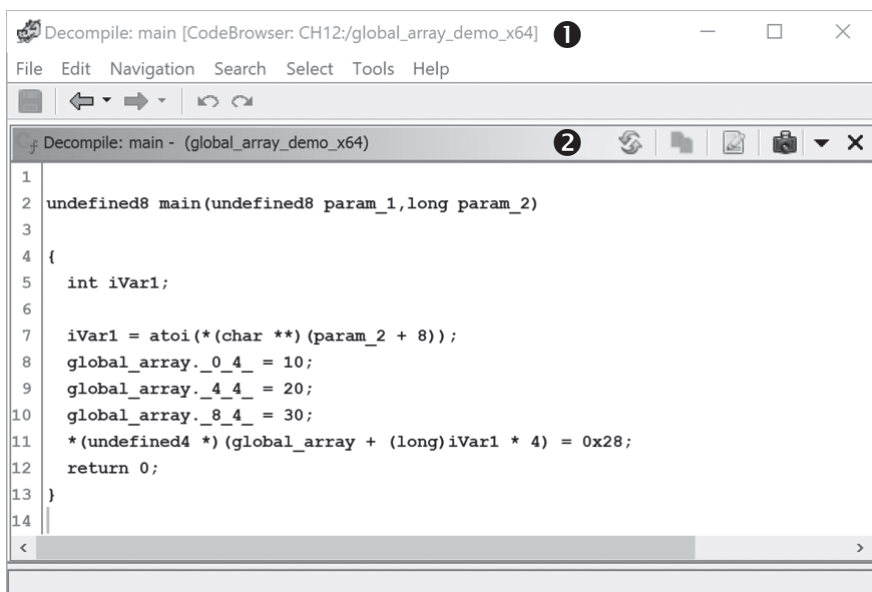 Decompile: main [CodeBrowser: CH12:/global_array_demo_x64] ❶
File Edit Navigation Search Select Tools Help
Decompile: main - (global_array_demo_x64) ❷
1
2 undefined8 main(undefined8 param_1,long param_2)
3
4 {
5 int iVar1;
6
7 iVar1 = atoi(*(char **)(param_2 + 8));
8 global_array._0_4_ = 10;
9 global_array._4_4_ = 20;
10 global_array._8_4_ = 30;
11 *(undefined4 *)(global_array + (long)iVar1 * 4) = 0x28;
12 return 0;
13 }
14